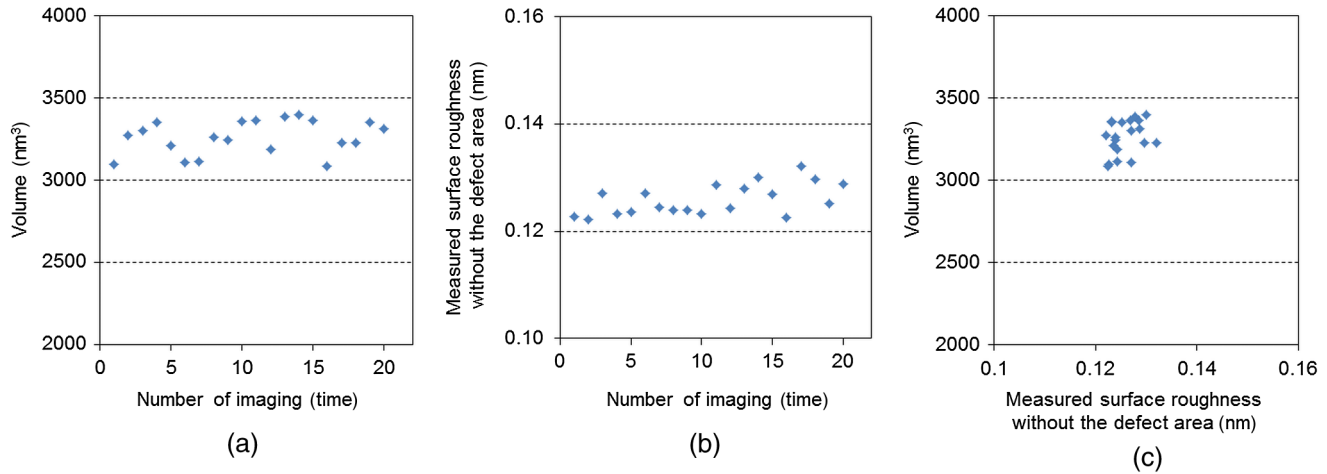 4000
3500
3000
2500
2000
Volume (nm³)
0
5
10
15
20
Number of imaging (time)
(a)
0.16
0.14
0.12
0.10
Measured surface roughness
without the defect area (nm)
0
5
10
15
20
Number of imaging (time)
(b)
4000
3500
3000
2500
2000
Volume (nm³)
0.1
0.12
0.14
0.16
Measured surface roughness
without the defect area (nm)
(c)